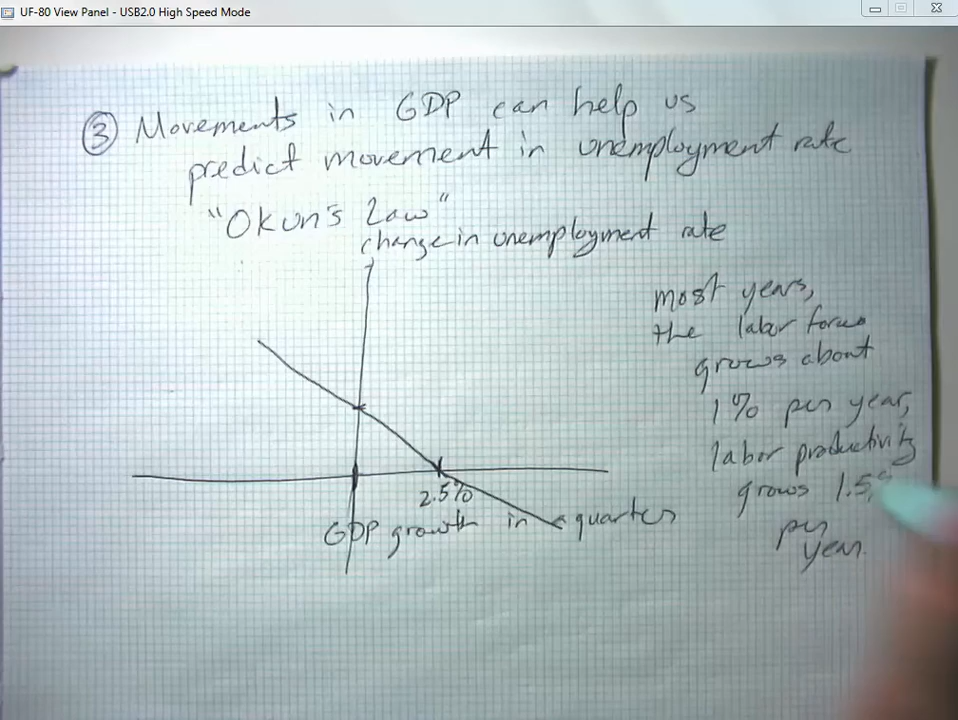 UF-80 View Panel - USB2.0 High Speed Mode
③ Movements in GDP can help us
predict movement in unemployment rate
"Okun's Law"
change in unemployment rate
most years,
the labor force
grows about
1% per year,
labor productivity
grows 1.5%
per
year.
2.5%
GDP growth in a quarter